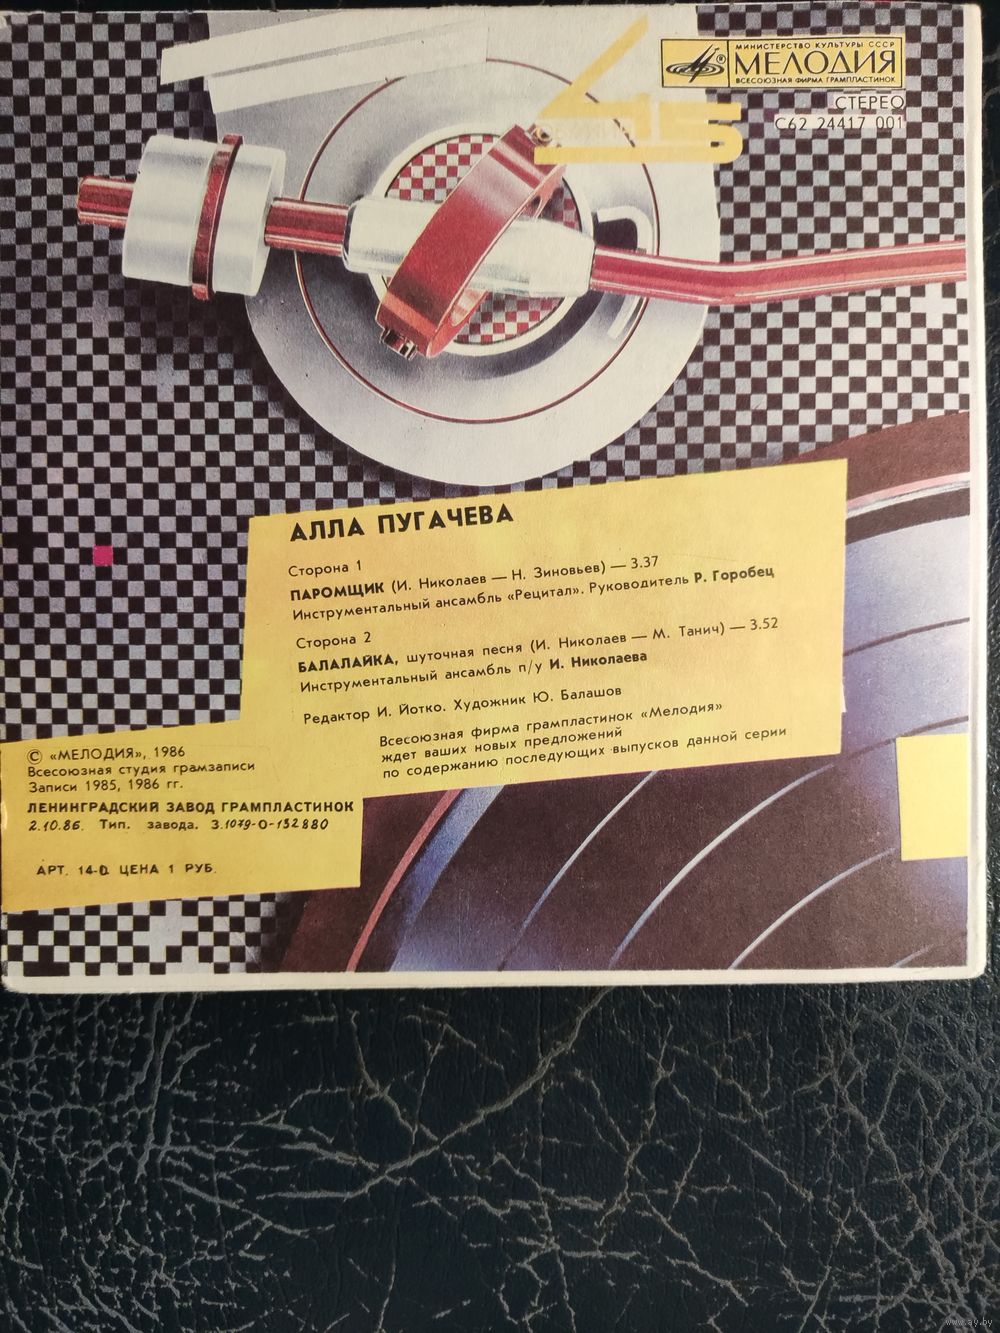 МИНИСТЕРСТВО КУЛЬТУРЫ СССР
МЕЛОДИЯ
ВСЕСОЮЗНАЯ ФИРМА ГРАМПЛАСТИНОК
СТЕРЕО
С62 24417 001
45
АЛЛА ПУГАЧЕВА
Сторона 1
ПАРОМЩИК (И. Николаев — Н. Зиновьев) — 3.37
Инструментальный ансамбль «Рецитал». Руководитель Р. Горобец
Сторона 2
БАЛАЛАЙКА, шуточная песня (И. Николаев — М. Танич) — 3.52
Инструментальный ансамбль п/у И. Николаева
Редактор И. Йотко. Художник Ю. Балашов
Всесоюзная фирма грампластинок «Мелодия»
ждет ваших новых предложений
по содержанию последующих выпусков данной серии
© «МЕЛОДИЯ», 1986
Всесоюзная студия грамзаписи
Записи 1985, 1986 гг.
ЛЕНИНГРАДСКИЙ ЗАВОД ГРАМПЛАСТИНОК
2.10.86. Тип. завода. З.1079-О-132880
АРТ. 14-0. ЦЕНА 1 РУБ.
www.ay.by